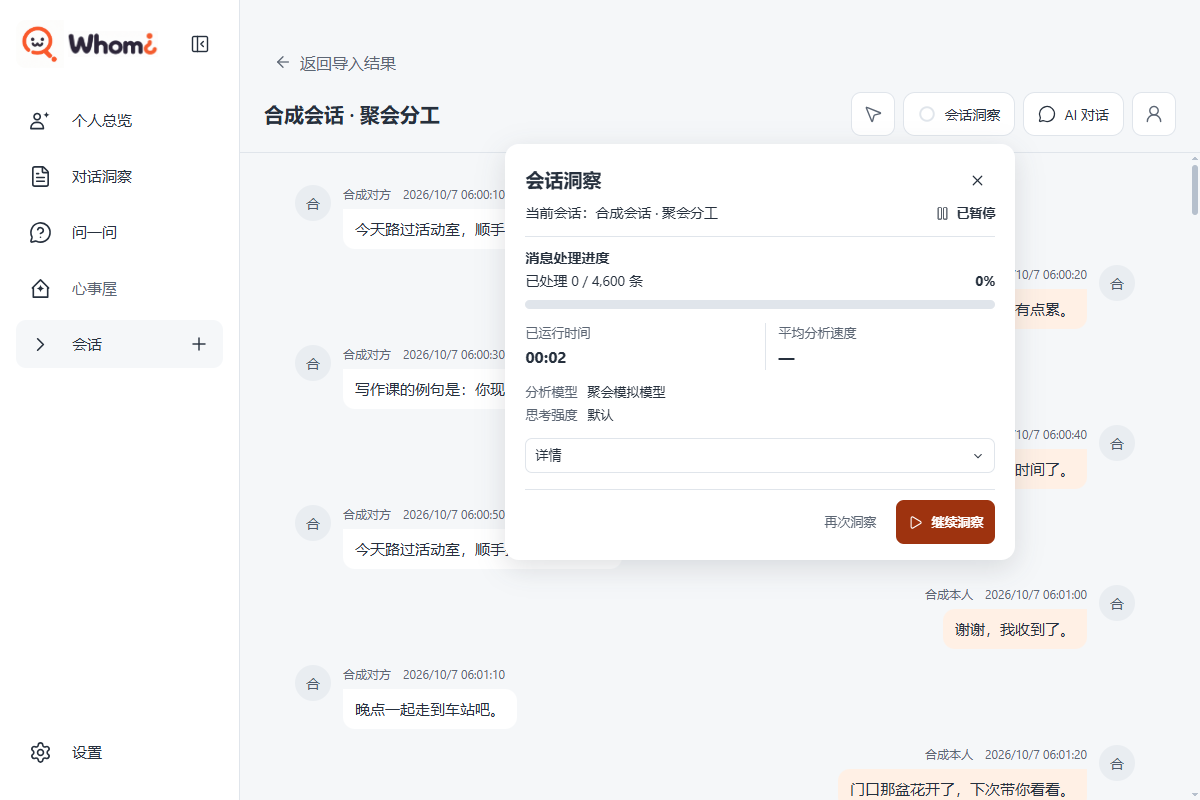 Whomi
个人总览
对话洞察
问一问
心事屋
会话
设置
返回导入结果
合成会话 · 聚会分工
会话洞察
AI 对话
合 合成对方 2026/10/7 06:00:10
今天路过活动室，顺手
10/7 06:00:20 合
有点累。
合 合成对方 2026/10/7 06:00:30
写作课的例句是：你现
10/7 06:00:40 合
时间了。
合 合成对方 2026/10/7 06:00:50
今天路过活动室，顺手
合成本人 2026/10/7 06:01:00 合
谢谢，我收到了。
合 合成对方 2026/10/7 06:01:10
晚点一起走到车站吧。
合成本人 2026/10/7 06:01:20 合
门口那盆花开了，下次带你看看。
会话洞察
当前会话：合成会话 · 聚会分工
已暂停
消息处理进度
已处理 0 / 4,600 条
0%
已运行时间
00:02
平均分析速度
—
分析模型 聚会模拟模型
思考强度 默认
详情
再次洞察
继续洞察